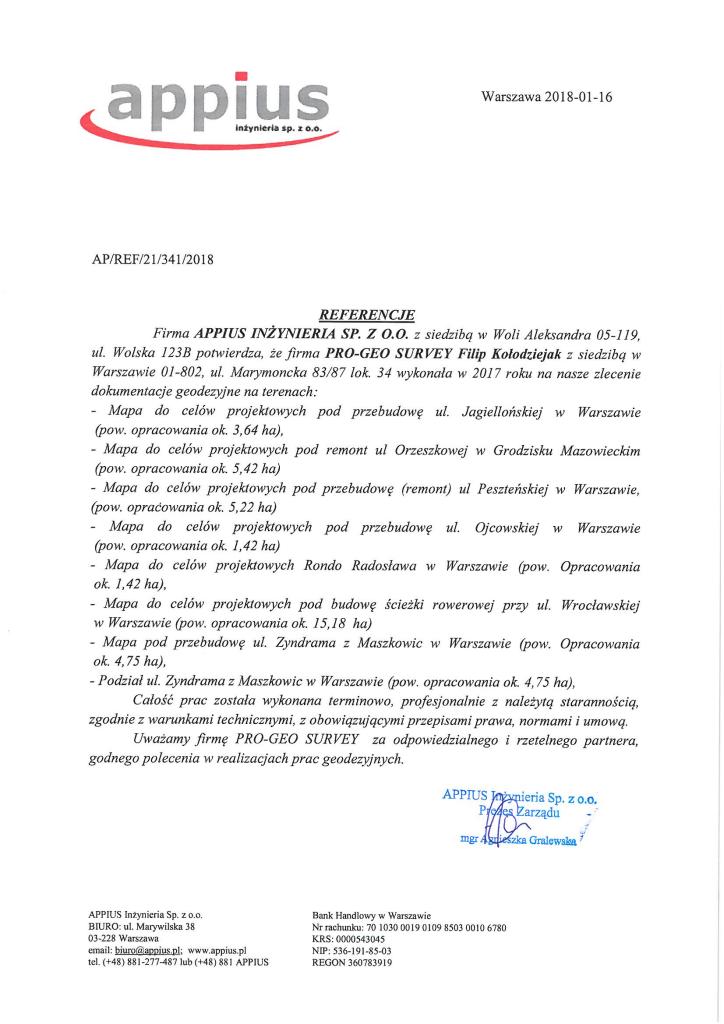 appius
inżynieria sp. z o.o.
Warszawa 2018-01-16
AP/REF/21/341/2018
REFERENCJE
Firma APPIUS INŻYNIERIA SP. Z O.O. z siedzibą w Woli Aleksandra 05-119,
ul. Wolska 123B potwierdza, że firma PRO-GEO SURVEY Filip Kołodziejak z siedzibą w
Warszawie 01-802, ul. Marymoncka 83/87 lok. 34 wykonała w 2017 roku na nasze zlecenie
dokumentacje geodezyjne na terenach:
- Mapa do celów projektowych pod przebudowę ul. Jagiellońskiej w Warszawie
(pow. opracowania ok. 3,64 ha),
- Mapa do celów projektowych pod remont ul Orzeszkowej w Grodzisku Mazowieckim
(pow. opracowania ok. 5,42 ha)
- Mapa do celów projektowych pod przebudowę (remont) ul Peszteńskiej w Warszawie,
(pow. opracowania ok. 5,22 ha)
- Mapa do celów projektowych pod przebudowę ul. Ojcowskiej w Warszawie
(pow. opracowania ok. 1,42 ha)
- Mapa do celów projektowych Rondo Radosława w Warszawie (pow. Opracowania
ok. 1,42 ha),
- Mapa do celów projektowych pod budowę ścieżki rowerowej przy ul. Wrocławskiej
w Warszawie (pow. opracowania ok. 15,18 ha)
- Mapa pod przebudowę ul. Zyndrama z Maszkowic w Warszawie (pow. Opracowania
ok. 4,75 ha),
- Podział ul. Zyndrama z Maszkowic w Warszawie (pow. opracowania ok. 4,75 ha),
Całość prac została wykonana terminowo, profesjonalnie z należytą starannością,
zgodnie z warunkami technicznymi, z obowiązującymi przepisami prawa, normami i umową.
Uważamy firmę PRO-GEO SURVEY za odpowiedzialnego i rzetelnego partnera,
godnego polecenia w realizacjach prac geodezyjnych.
APPIUS Inżynieria Sp. z o.o.
Prezes Zarządu
mgr Agnieszka Gralewska
APPIUS Inżynieria Sp. z o.o.
BIURO: ul. Marywilska 38
03-228 Warszawa
email: biuro@appius.pl; www.appius.pl
tel. (+48) 881-277-487 lub (+48) 881 APPIUS
Bank Handlowy w Warszawie
Nr rachunku: 70 1030 0019 0109 8503 0010 6780
KRS: 0000543045
NIP: 536-191-85-03
REGON 360783919